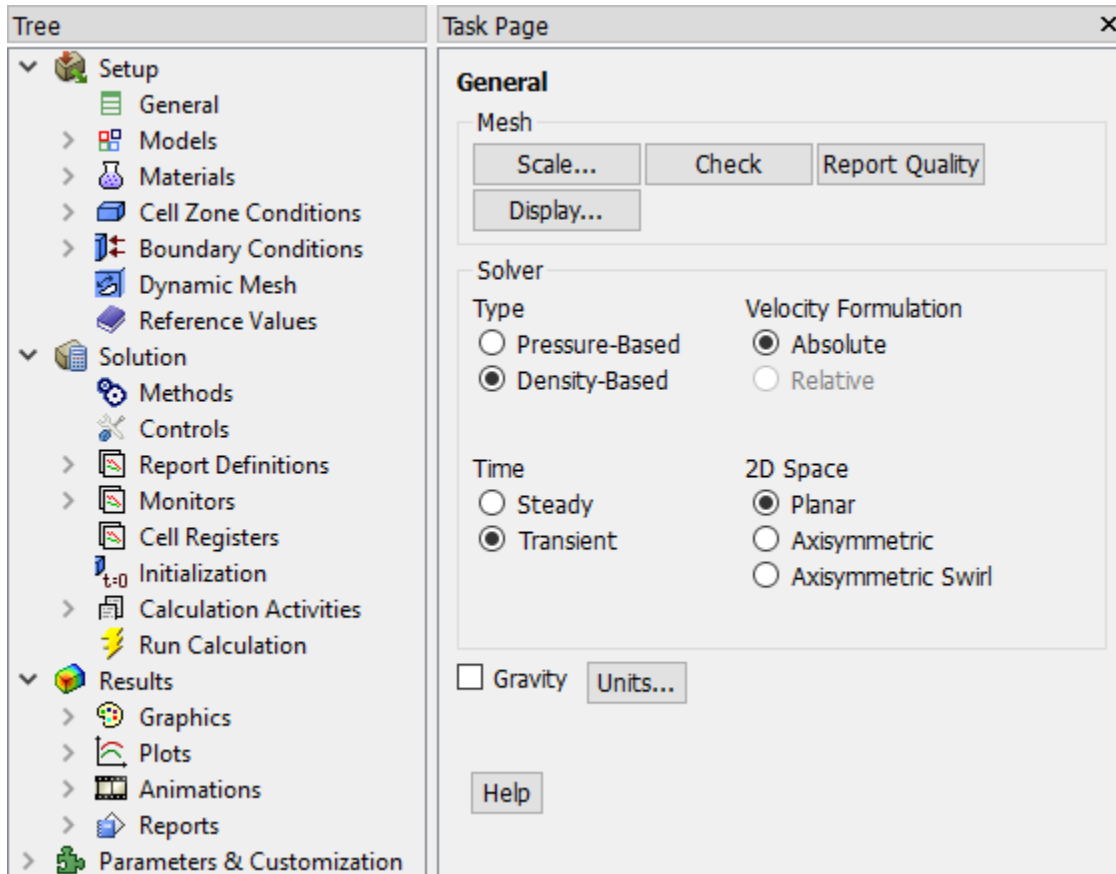 Tree
Setup
General
Models
Materials
Cell Zone Conditions
Boundary Conditions
Dynamic Mesh
Reference Values
Solution
Methods
Controls
Report Definitions
Monitors
Cell Registers
t=0 Initialization
Calculation Activities
Run Calculation
Results
Graphics
Plots
Animations
Reports
Parameters & Customization
Task Page
General
Mesh
Scale... Check Report Quality
Display...
Solver
Type Velocity Formulation
Pressure-Based Absolute
Density-Based Relative
Time 2D Space
Steady Planar
Transient Axisymmetric
Axisymmetric Swirl
Gravity Units...
Help